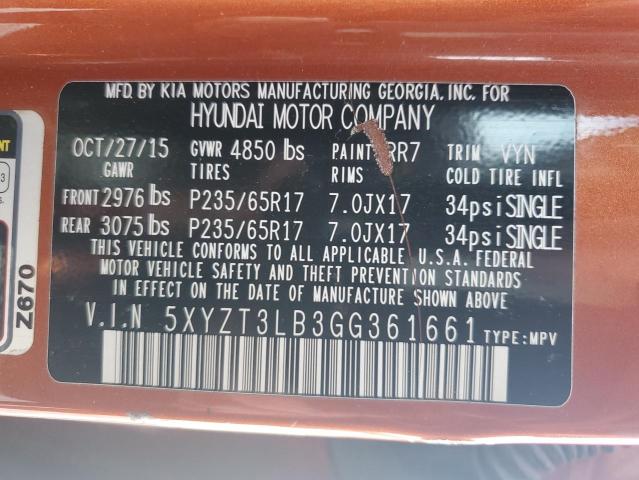 MFD. BY KIA MOTORS MANUFACTURING GEORGIA, INC. FOR
HYUNDAI MOTOR COMPANY
OCT/27/15 GVWR 4850 lbs PAINT RR7 TRIM VYN
GAWR TIRES RIMS COLD TIRE INFL
FRONT 2976 lbs P235/65R17 7.0JX17 34psi SINGLE
REAR 3075 lbs P235/65R17 7.0JX17 34psi SINGLE
THIS VEHICLE CONFORMS TO ALL APPLICABLE U.S.A. FEDERAL
MOTOR VEHICLE SAFETY AND THEFT PREVENTION STANDARDS
IN EFFECT ON THE DATE OF MANUFACTURE SHOWN ABOVE
V.I.N 5XYZT3LB3GG361661 TYPE: MPV
Z670